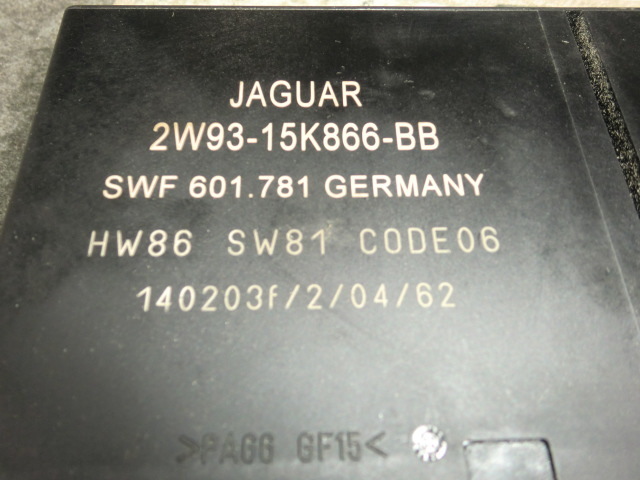 JAGUAR
2W93-15K866-BB
SWF 601.781 GERMANY
HW86 SW81 CODE06
140203f/2/04/62
>PA66 GF15<